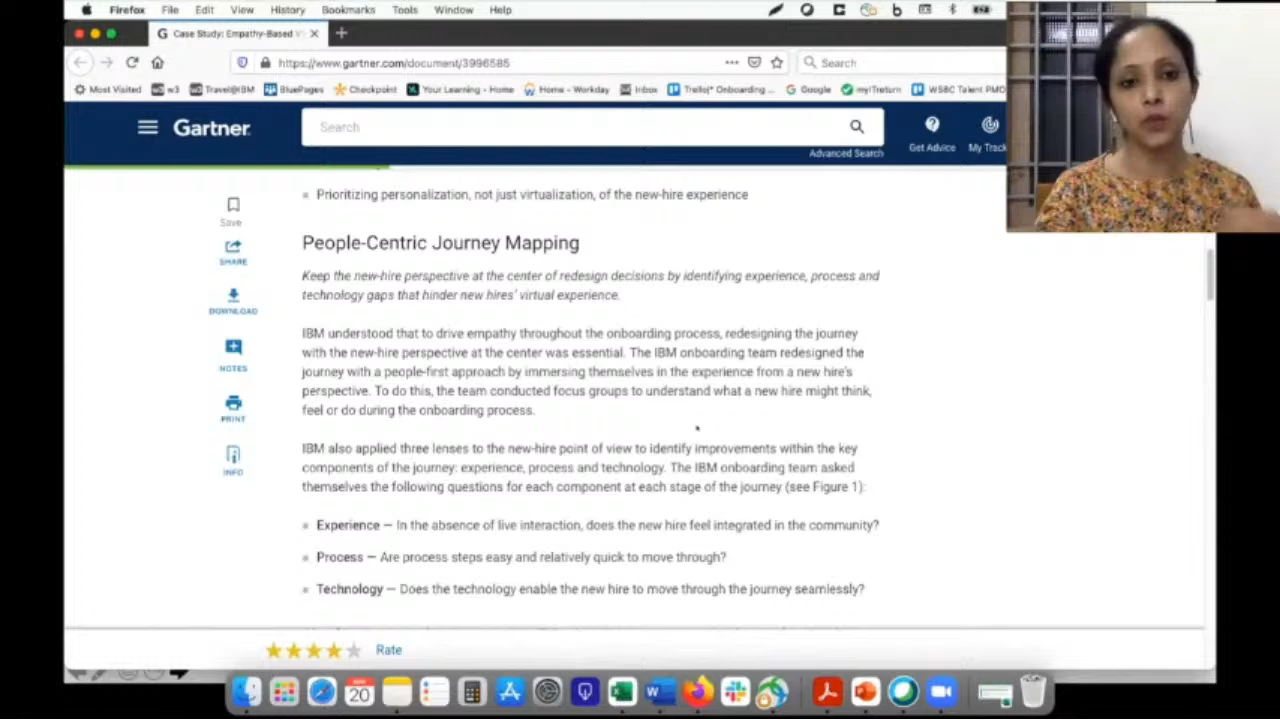 Firefox File Edit View History Bookmarks Tools Window Help
Case Study: Empathy-Based
https://www.gartner.com/document/3996585
Search
Most Visited w3 Travel@IBM BluePages Checkpoint Your Learning - Home Home - Workday Inbox Trello(* Onboarding ... Google my!Treturn WSBC Talent PMO
Gartner
Search
Advanced Search
Get Advice
My Track
Save
SHARE
DOWNLOAD
NOTES
PRINT
INFO
Prioritizing personalization, not just virtualization, of the new-hire experience
People-Centric Journey Mapping
Keep the new-hire perspective at the center of redesign decisions by identifying experience, process and
technology gaps that hinder new hires' virtual experience.
IBM understood that to drive empathy throughout the onboarding process, redesigning the journey
with the new-hire perspective at the center was essential. The IBM onboarding team redesigned the
journey with a people-first approach by immersing themselves in the experience from a new hire's
perspective. To do this, the team conducted focus groups to understand what a new hire might think,
feel or do during the onboarding process.
IBM also applied three lenses to the new-hire point of view to identify improvements within the key
components of the journey: experience, process and technology. The IBM onboarding team asked
themselves the following questions for each component at each stage of the journey (see Figure 1):
Experience — In the absence of live interaction, does the new hire feel integrated in the community?
Process — Are process steps easy and relatively quick to move through?
Technology — Does the technology enable the new hire to move through the journey seamlessly?
Rate
20